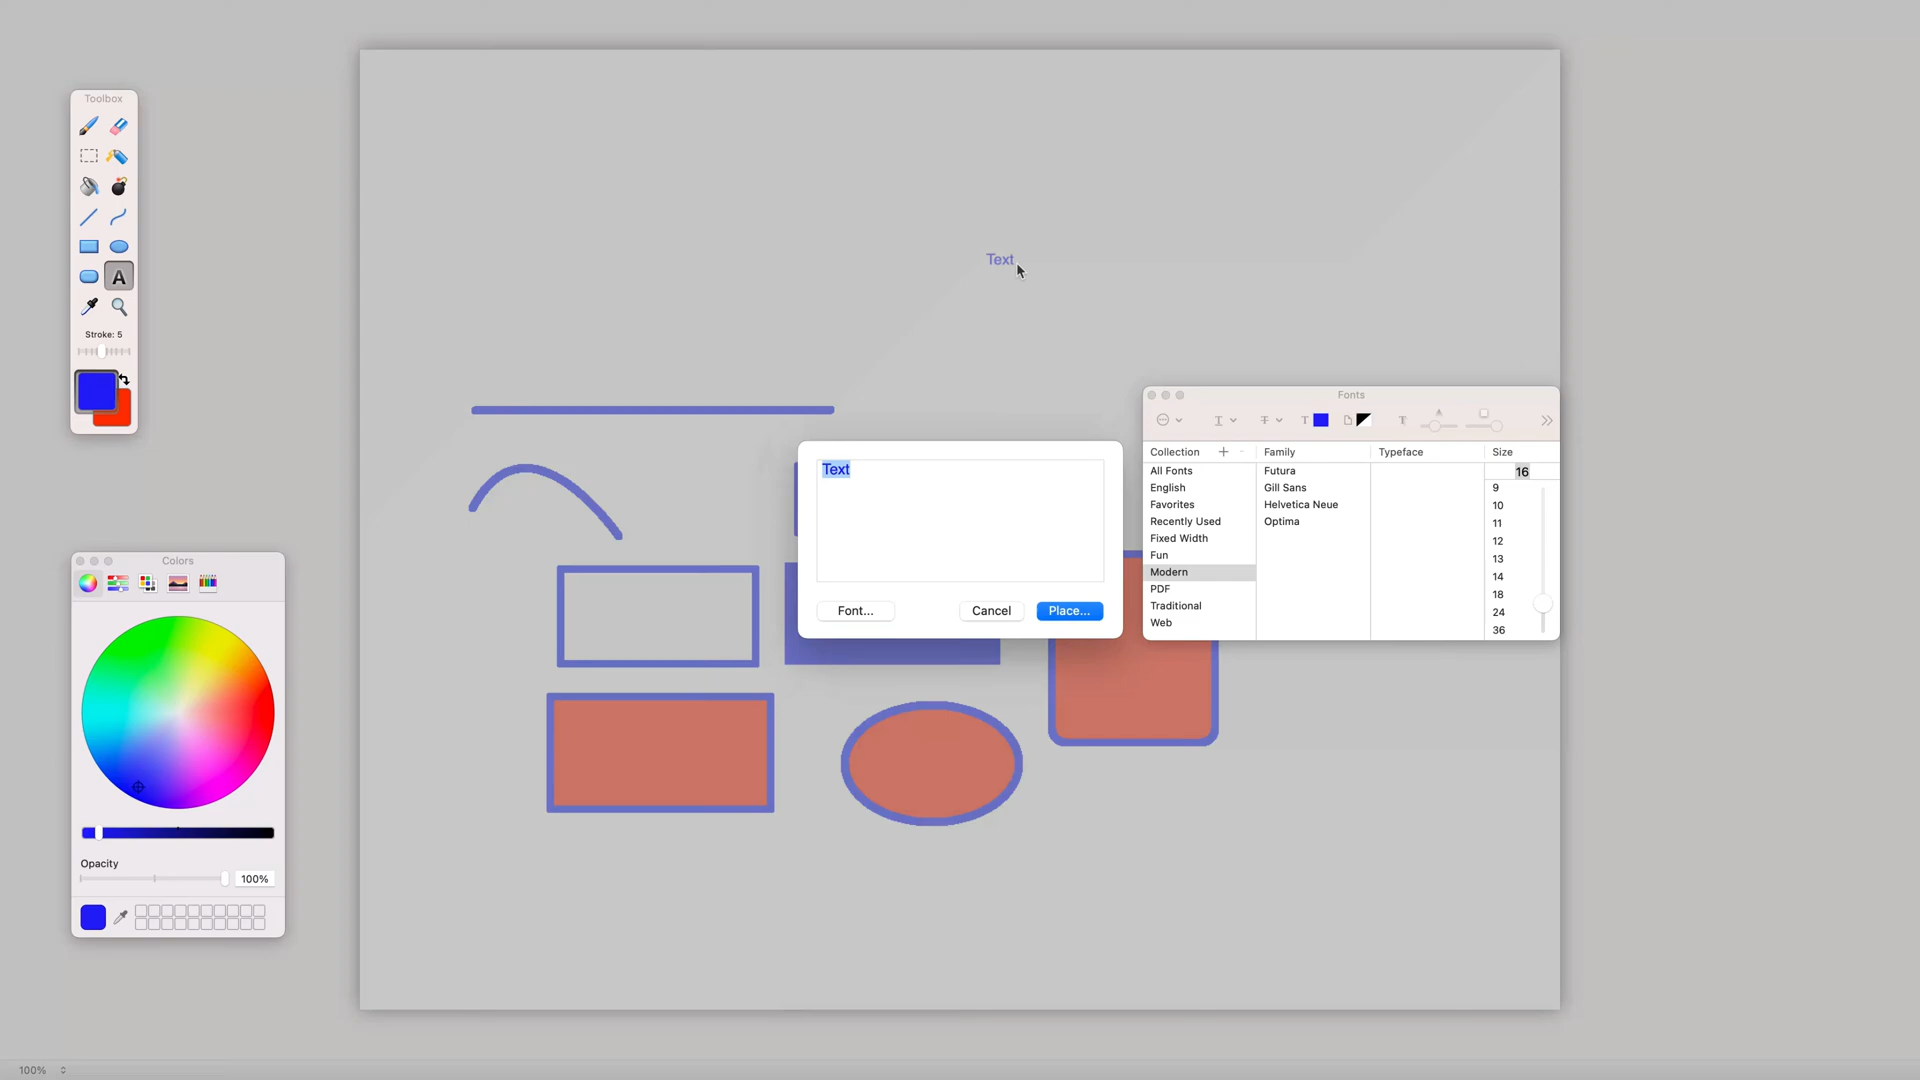 Toolbox
A
Stroke: 5
Text
Fonts
T
T
T
T
Collection
Family
Typeface
Size
All Fonts
English
Favorites
Recently Used
Fixed Width
Fun
Modern
PDF
Traditional
Web
Futura
Gill Sans
Helvetica Neue
Optima
16
9
10
11
12
13
14
18
24
36
Text
Font...
Cancel
Place...
Colors
Opacity
100%
100%